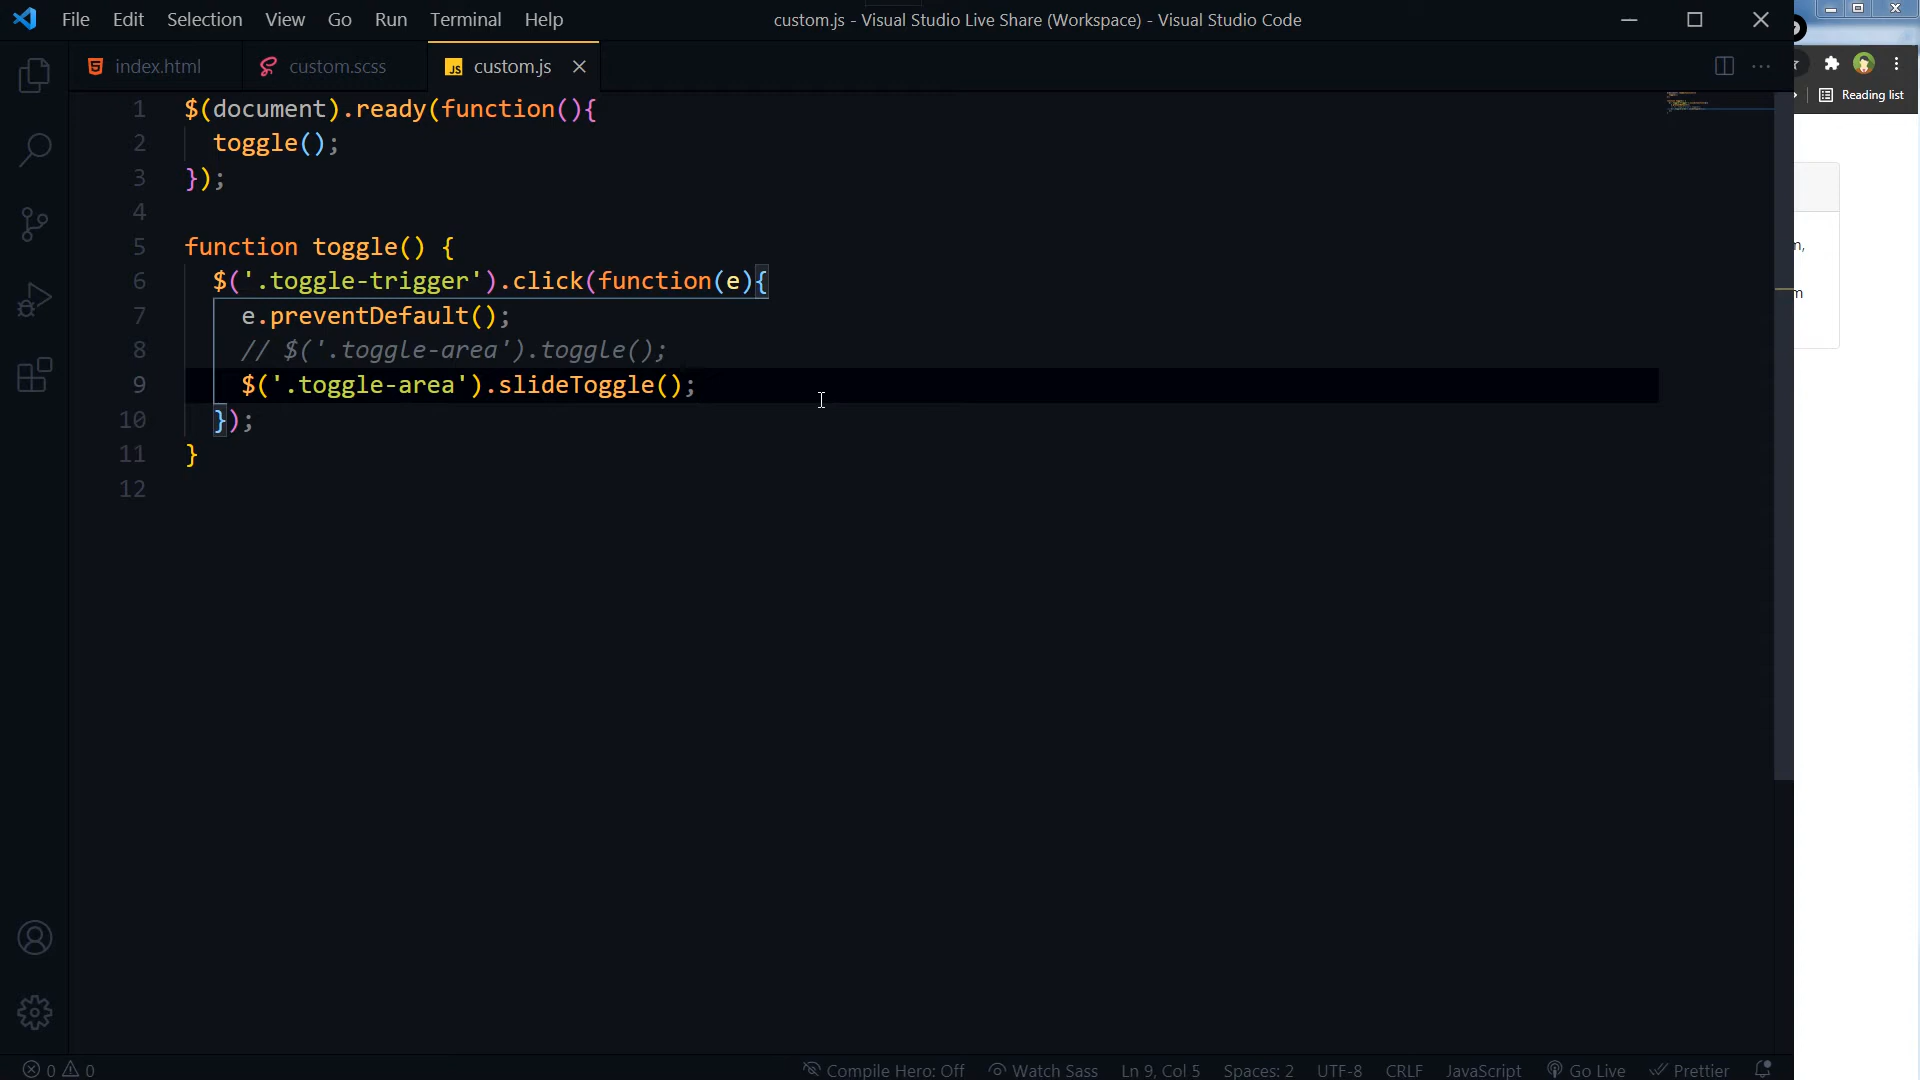 File Edit Selection View Go Run Terminal Help
custom.js - Visual Studio Live Share (Workspace) - Visual Studio Code
index.html
custom.scss
JS custom.js
Reading list
1 $(document).ready(function(){
2 toggle();
3 });
4
5 function toggle() {
6 $('.toggle-trigger').click(function(e){
7 e.preventDefault();
8 // $('.toggle-area').toggle();
9 $('.toggle-area').slideToggle();
10 });
11 }
12
0 0 Compile Hero: Off Watch Sass Ln 9, Col 5 Spaces: 2 UTF-8 CRLF JavaScript Go Live Prettier